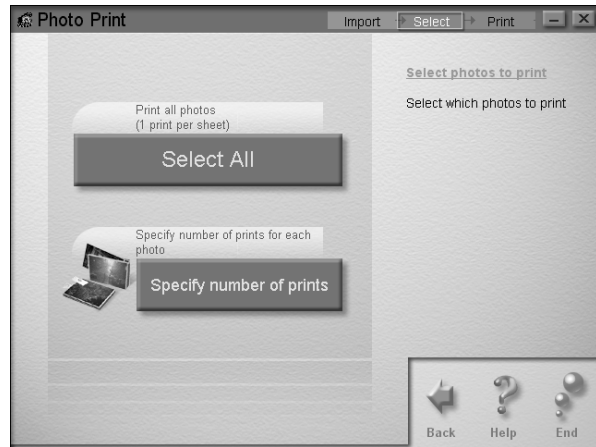 Photo Print
Import Select Print
Select photos to print
Select which photos to print
Print all photos
(1 print per sheet)
Select All
Specify number of prints for each
photo
Specify number of prints
Back Help End